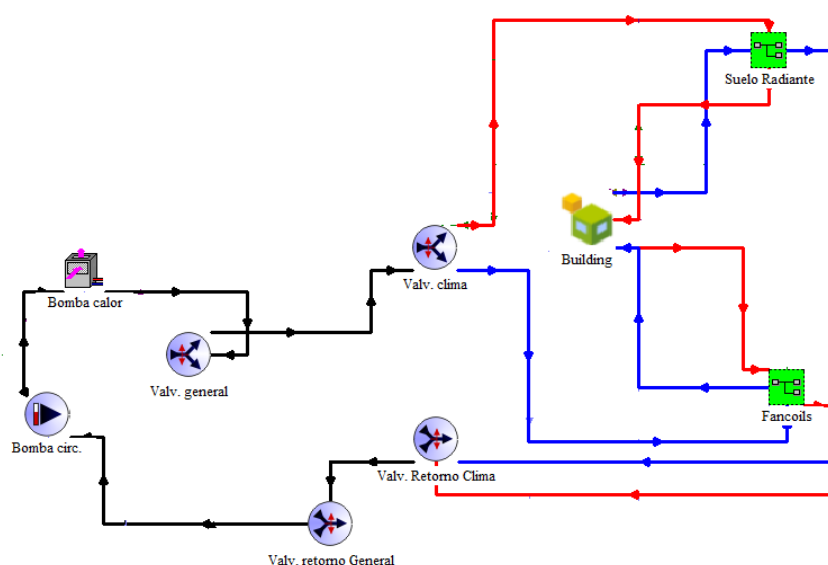 Suelo Radiante
Building
Valv. clima
Bomba calor
Valv. general
Fancoils
Bomba circ.
Valv. Retorno Clima
Valv. retorno General